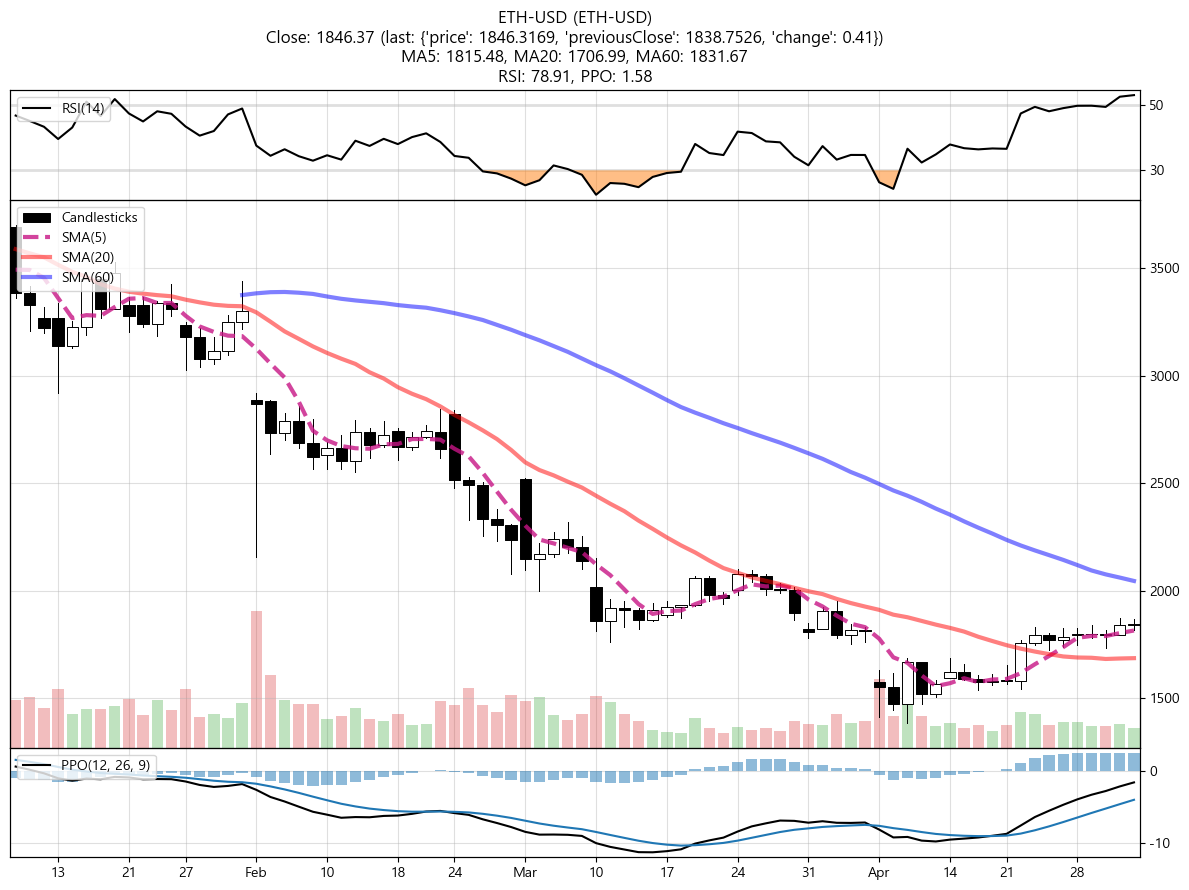 ETH-USD (ETH-USD)
Close: 1846.37 (last: {'price': 1846.3169, 'previousClose': 1838.7526, 'change': 0.41})
MA5: 1815.48, MA20: 1706.99, MA60: 1831.67
RSI: 78.91, PPO: 1.58
RSI(14)
50
30
Candlesticks
SMA(5)
SMA(20)
SMA(60)
3500
3000
2500
2000
1500
PPO(12, 26, 9)
0
-10
13 21 27 Feb 10 18 24 Mar 10 17 24 31 Apr 14 21 28